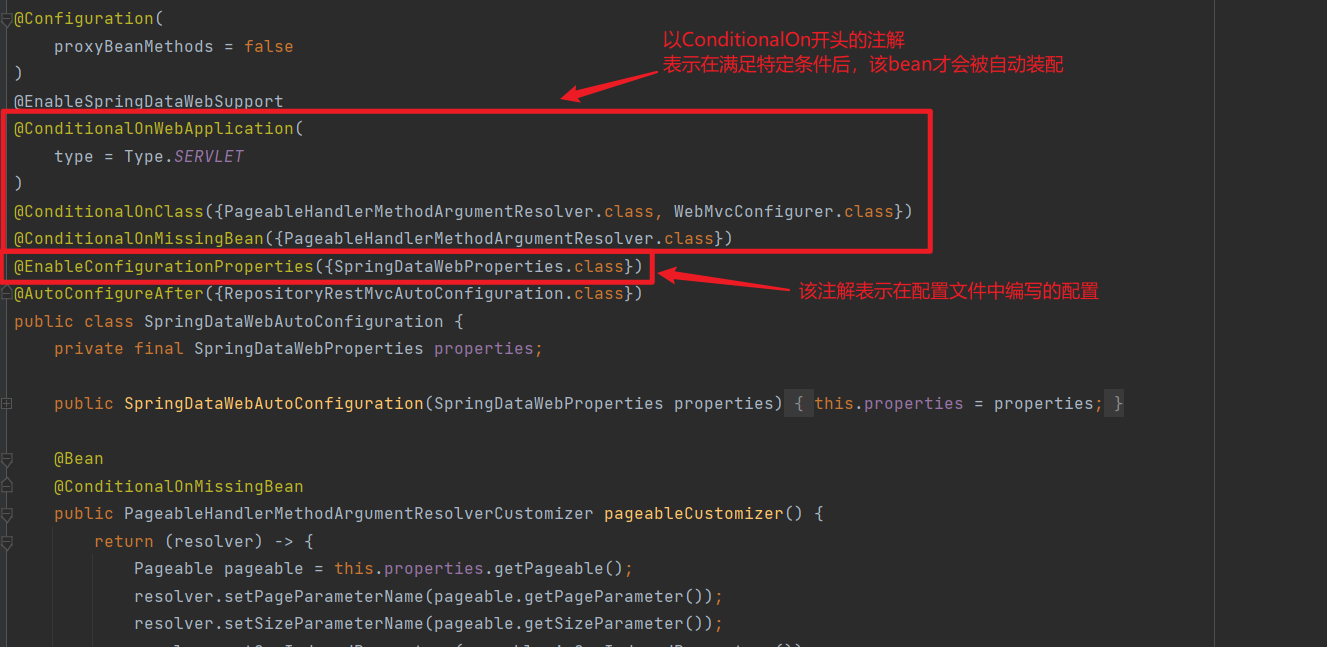 @Configuration(
    proxyBeanMethods = false
)
以ConditionalOn开头的注解
表示在满足特定条件后，该bean才会被自动装配
@EnableSpringDataWebSupport
@ConditionalOnWebApplication(
    type = Type.SERVLET
)
@ConditionalOnClass({PageableHandlerMethodArgumentResolver.class, WebMvcConfigurer.class})
@ConditionalOnMissingBean({PageableHandlerMethodArgumentResolver.class})
@EnableConfigurationProperties({SpringDataWebProperties.class})
该注解表示在配置文件中编写的配置
@AutoConfigureAfter({RepositoryRestMvcAutoConfiguration.class})
public class SpringDataWebAutoConfiguration {
    private final SpringDataWebProperties properties;
    public SpringDataWebAutoConfiguration(SpringDataWebProperties properties) { this.properties = properties; }
    @Bean
    @ConditionalOnMissingBean
    public PageableHandlerMethodArgumentResolverCustomizer pageableCustomizer() {
        return (resolver) -> {
            Pageable pageable = this.properties.getPageable();
            resolver.setPageParameterName(pageable.getPageParameter());
            resolver.setSizeParameterName(pageable.getSizeParameter());